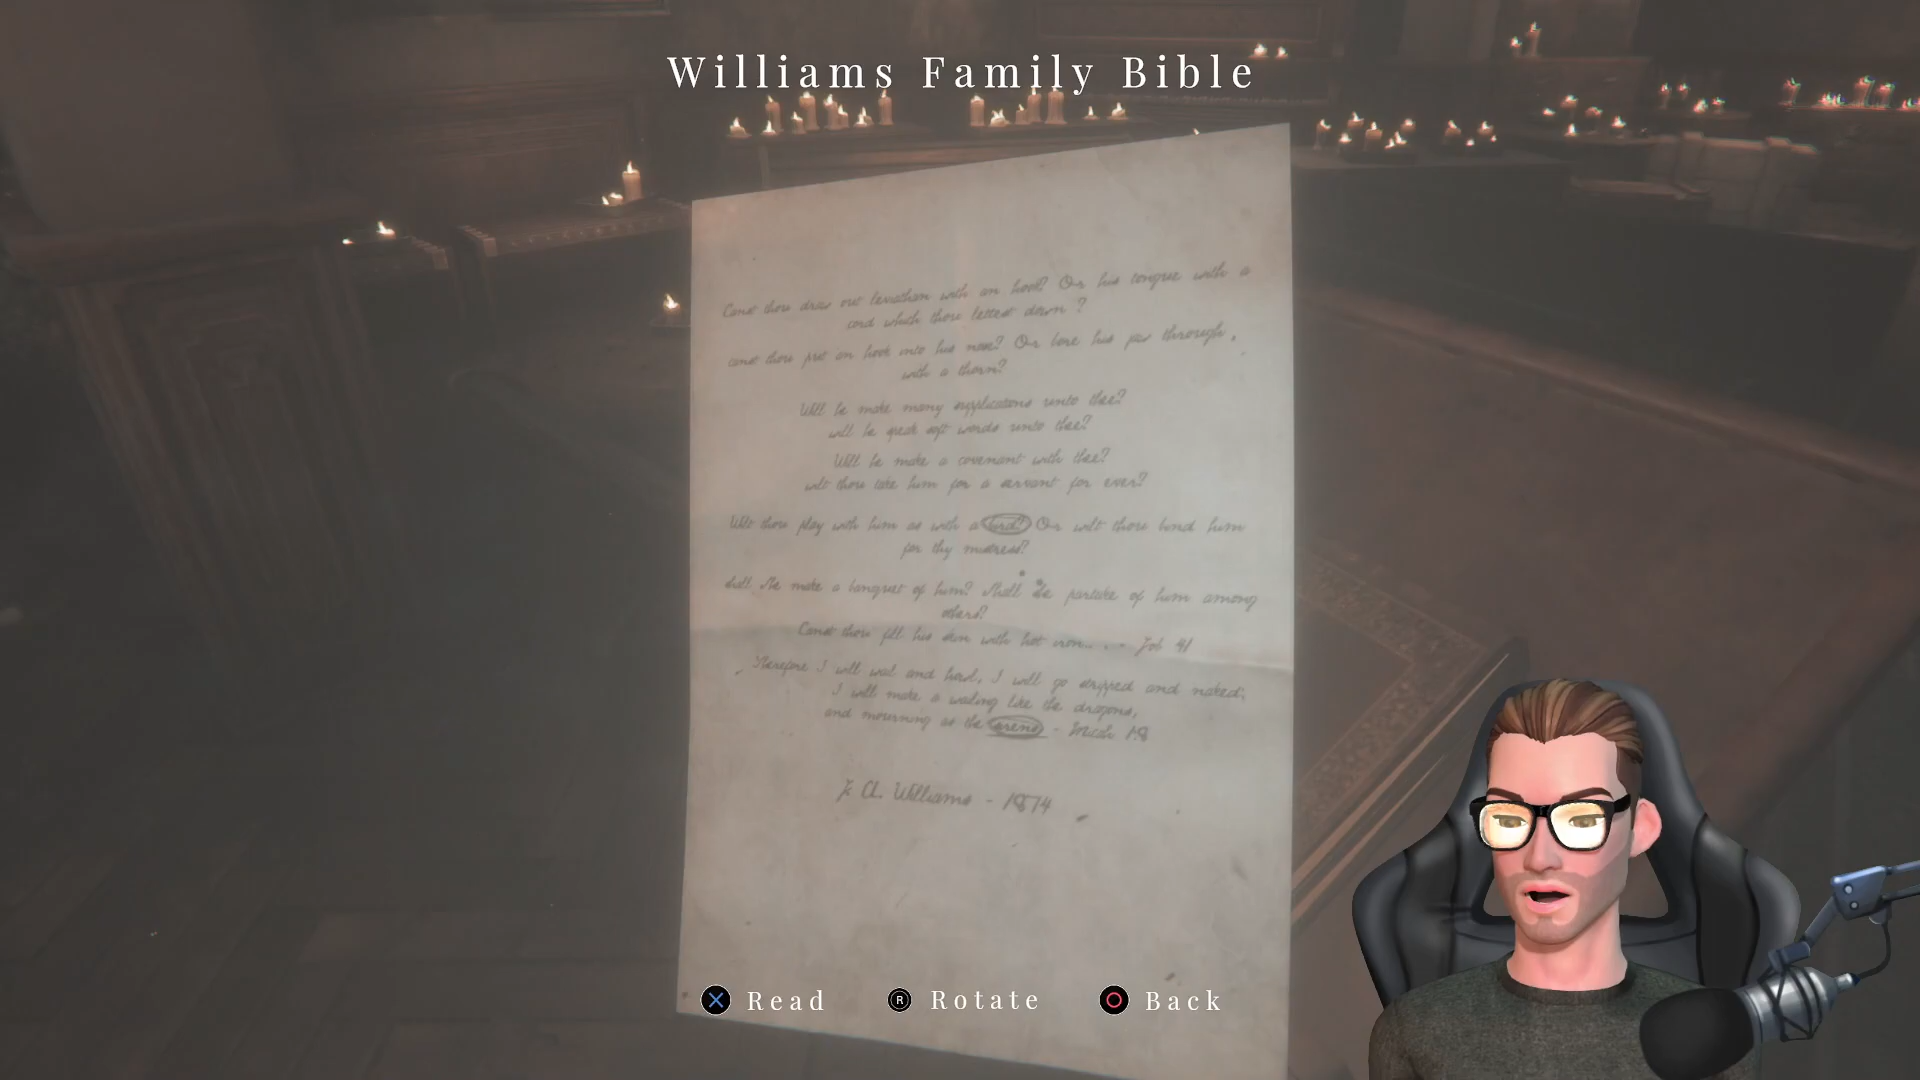 Williams Family Bible
Canst thou draw out leviathan with an hook? Or his tongue with a
cord which thou lettest down?
canst thou put an hook into his nose? Or bore his jaw through,
with a thorn?
Will he make many supplications unto thee?
will he speak soft words unto thee?
Will he make a covenant with thee?
wilt thou take him for a servant for ever?
Wilt thou play with him as with a bird? Or wilt thou bind him
for thy mistress?
shall he make a banquet of him? Shall he partake of him among
others?
Canst thou fill his skin with hot iron... - Job 41
Therefore I will wail and howl, I will go stripped and naked:
I will make a wailing like the dragons,
and mourning as the - Micah 1:8
A. Williams - 1874
Read
R
Rotate
Back